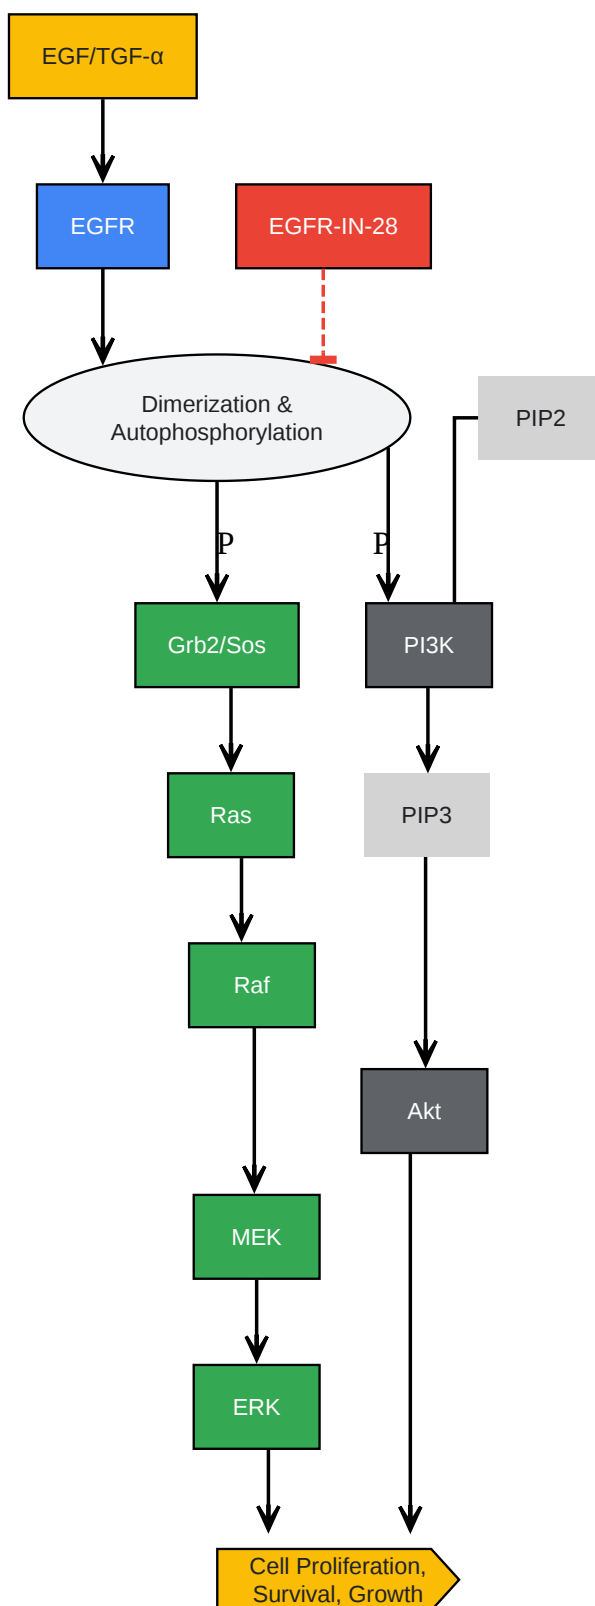 EGF/TGF-α
EGFR
EGFR-IN-28
Dimerization &
Autophosphorylation
PIP2
P
P
Grb2/Sos
PI3K
Ras
PIP3
Raf
Akt
MEK
ERK
Cell Proliferation,
Survival, Growth